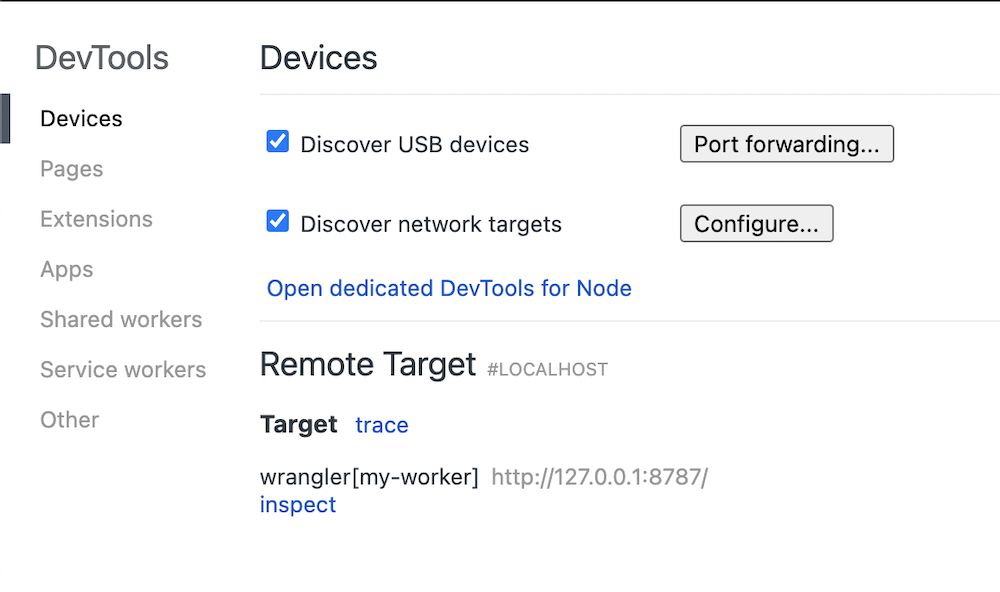 DevTools
Devices
Pages
Extensions
Apps
Shared workers
Service workers
Other
Devices
Discover USB devices Port forwarding...
Discover network targets Configure...
Open dedicated DevTools for Node
Remote Target #LOCALHOST
Target trace
wrangler[my-worker] http://127.0.0.1:8787/
inspect